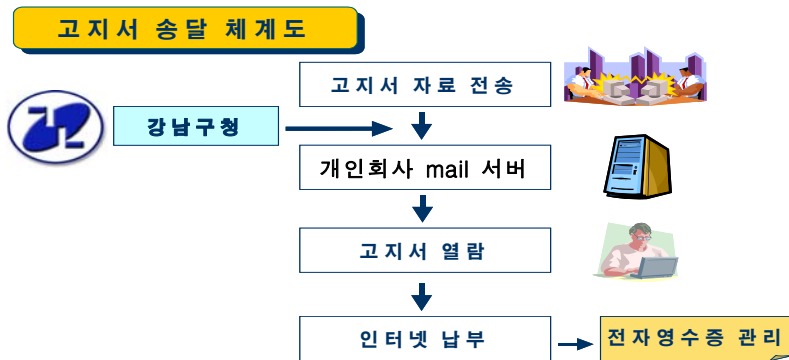 고지서 송달 체계도
고지서 자료 전송
강남구청
개인회사 mail 서버
고지서 열람
인터넷 납부
전자영수증 관리